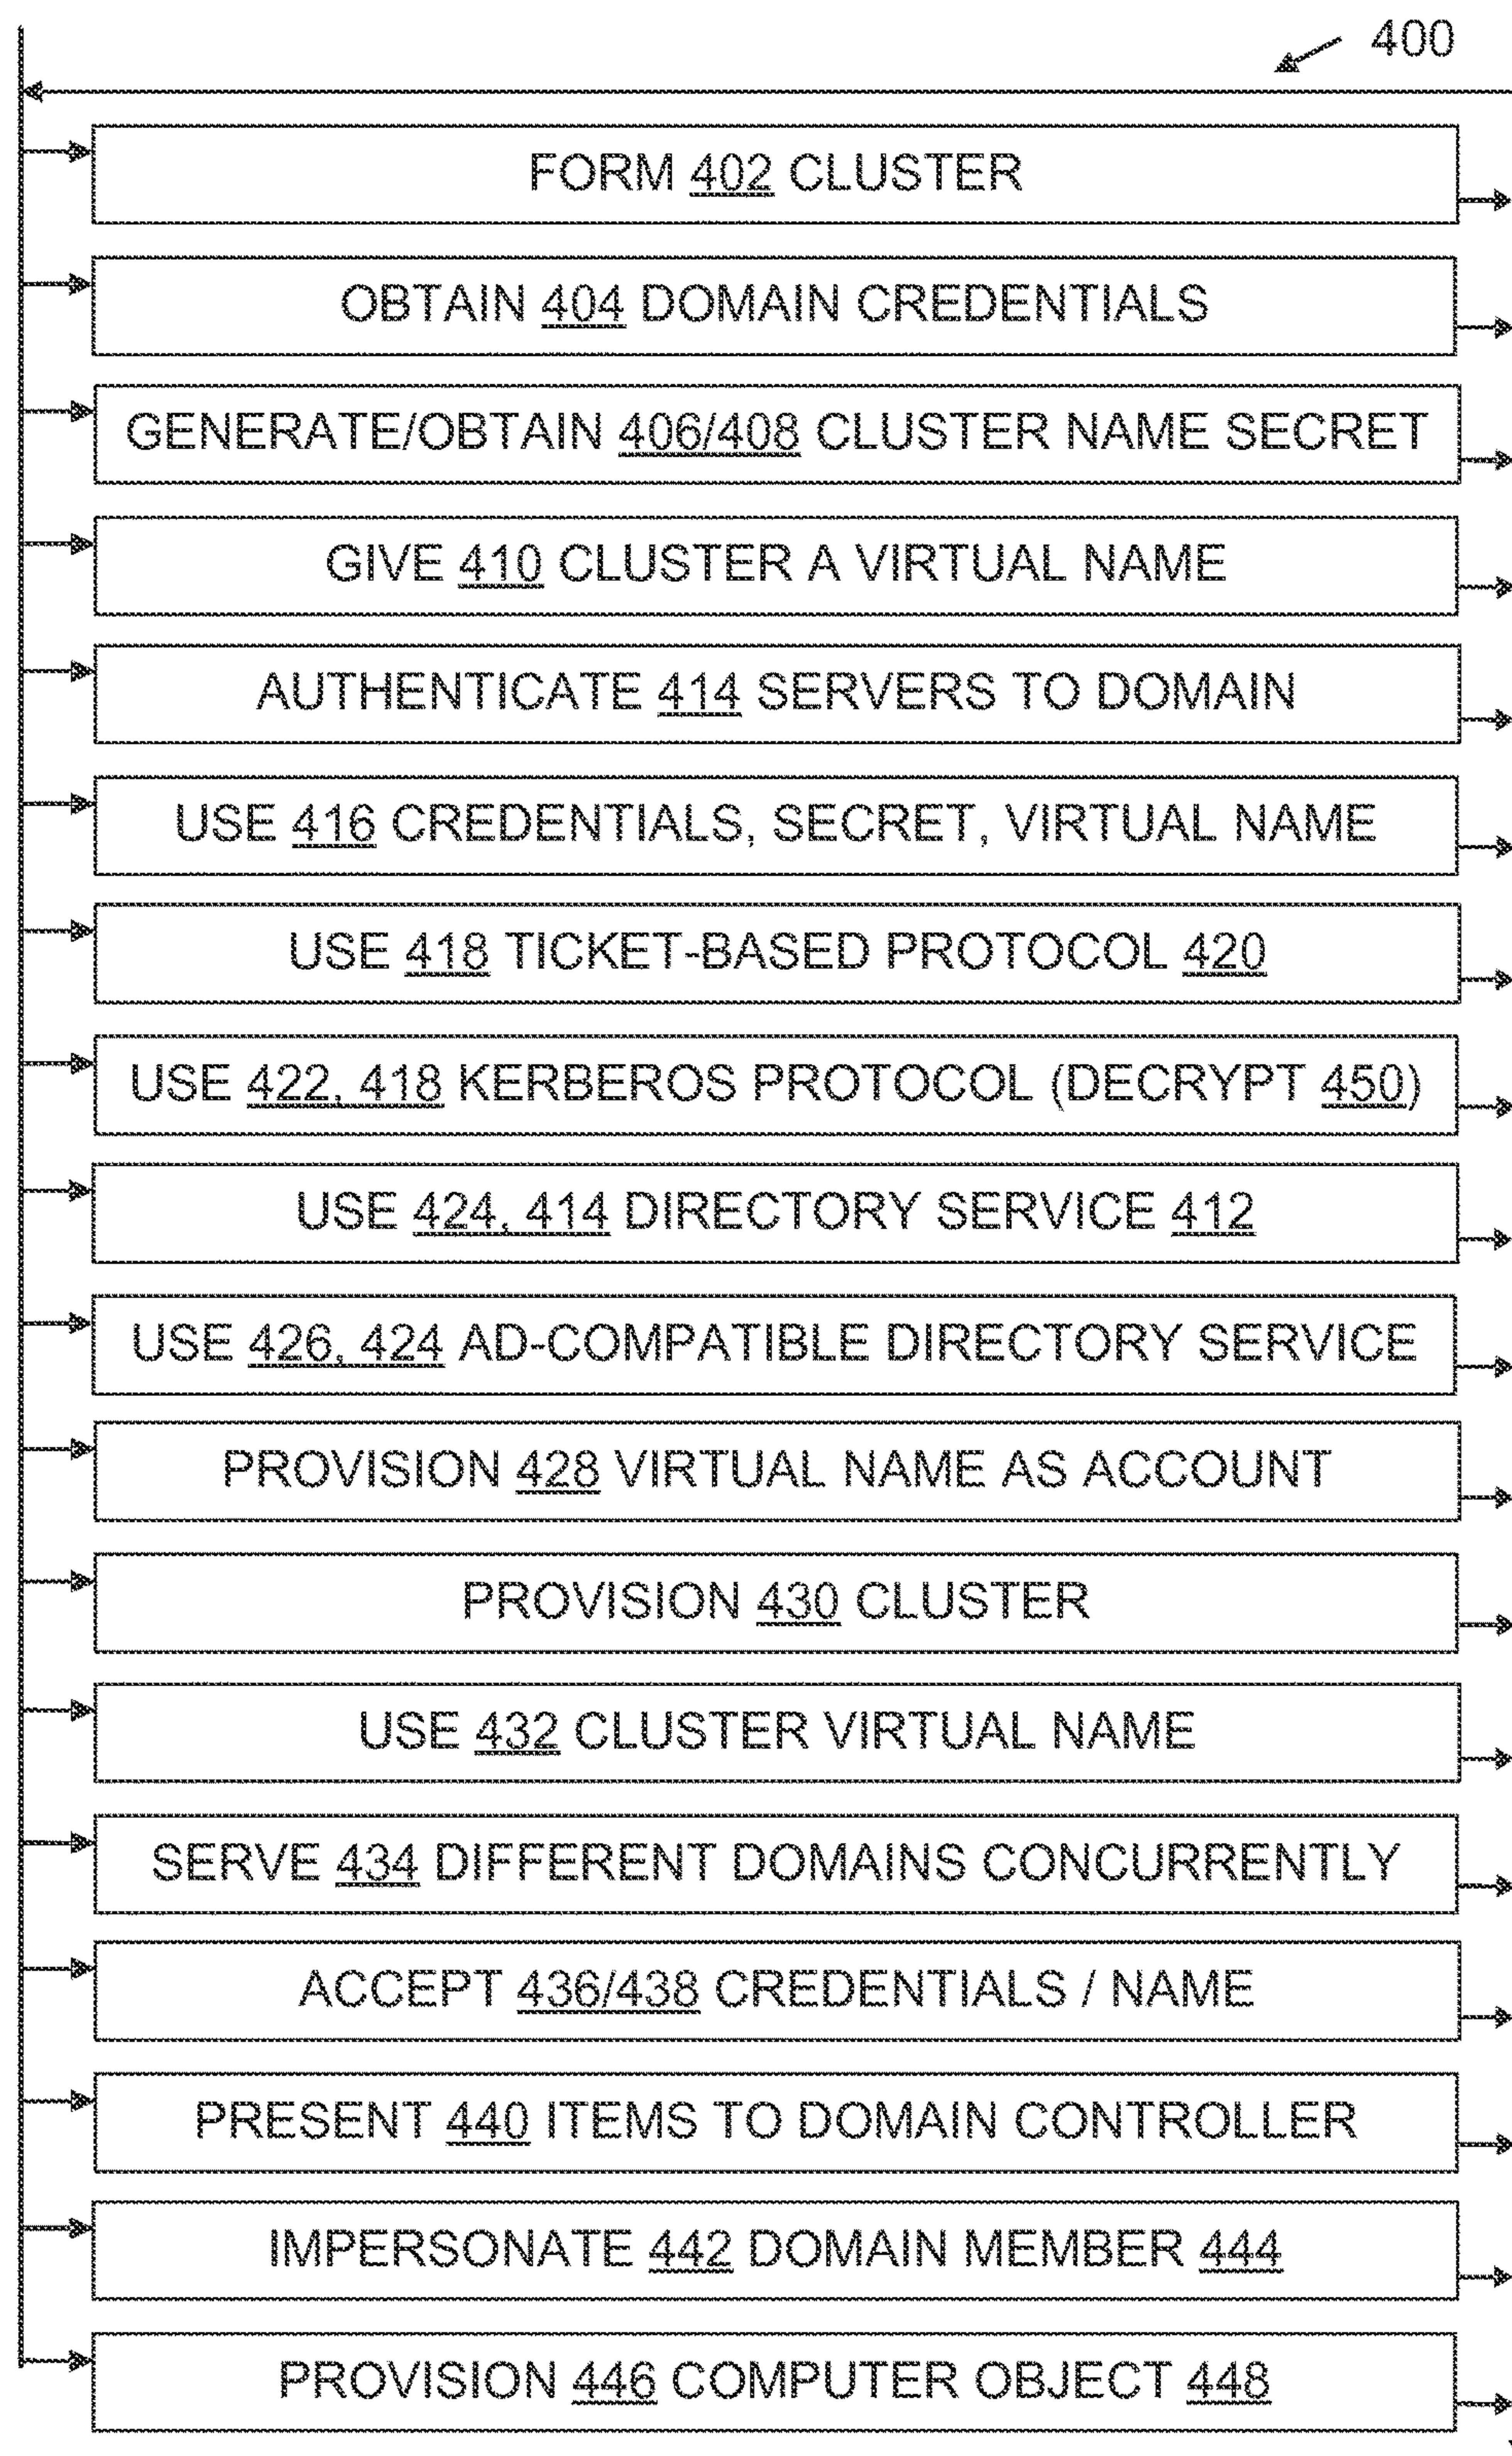 400
FORM 402 CLUSTER
OBTAIN 404 DOMAIN CREDENTIALS
GENERATE/OBTAIN 406/408 CLUSTER NAME SECRET
GIVE 410 CLUSTER A VIRTUAL NAME
AUTHENTICATE 414 SERVERS TO DOMAIN
USE 416 CREDENTIALS, SECRET, VIRTUAL NAME
USE 418 TICKET-BASED PROTOCOL 420
USE 422, 418 KERBEROS PROTOCOL (DECRYPT 450)
USE 424, 414 DIRECTORY SERVICE 412
USE 426, 424 AD-COMPATIBLE DIRECTORY SERVICE
PROVISION 428 VIRTUAL NAME AS ACCOUNT
PROVISION 430 CLUSTER
USE 432 CLUSTER VIRTUAL NAME
SERVE 434 DIFFERENT DOMAINS CONCURRENTLY
ACCEPT 436/438 CREDENTIALS / NAME
PRESENT 440 ITEMS TO DOMAIN CONTROLLER
IMPERSONATE 442 DOMAIN MEMBER 444
PROVISION 446 COMPUTER OBJECT 448